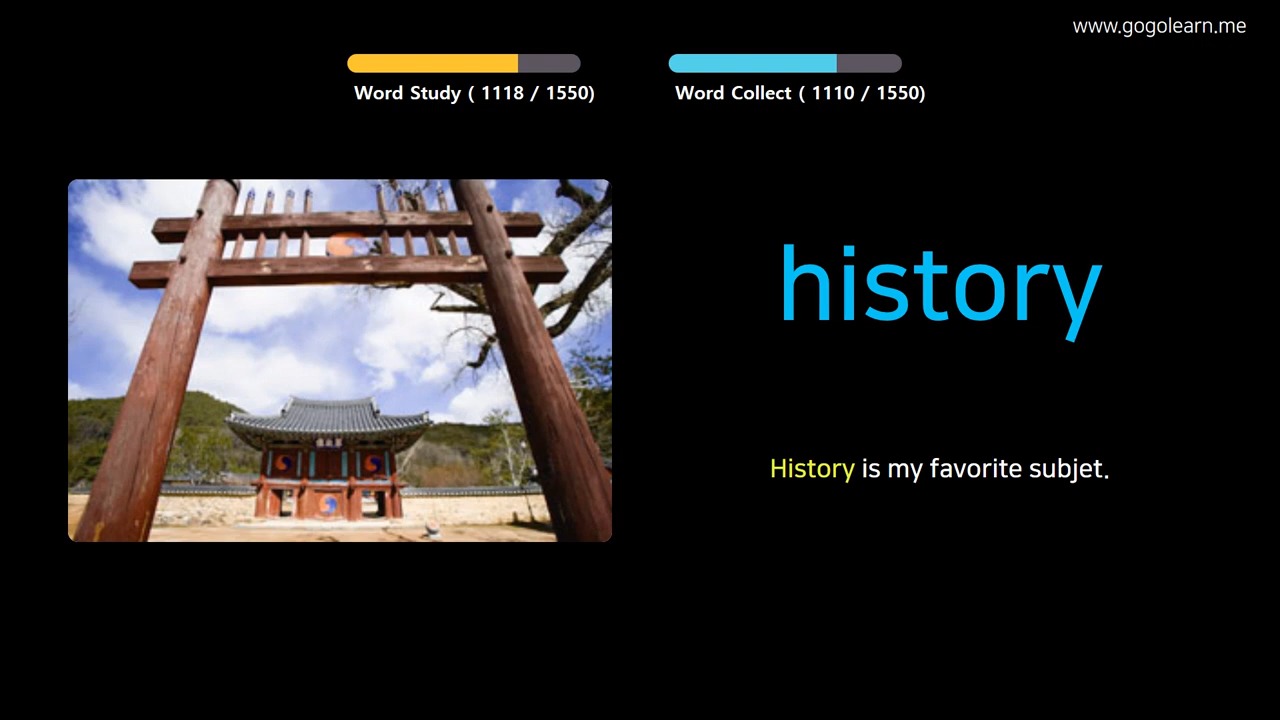 www.gogolearn.me
Word Study ( 1118 / 1550)
Word Collect ( 1110 / 1550)
history
History is my favorite subjet.